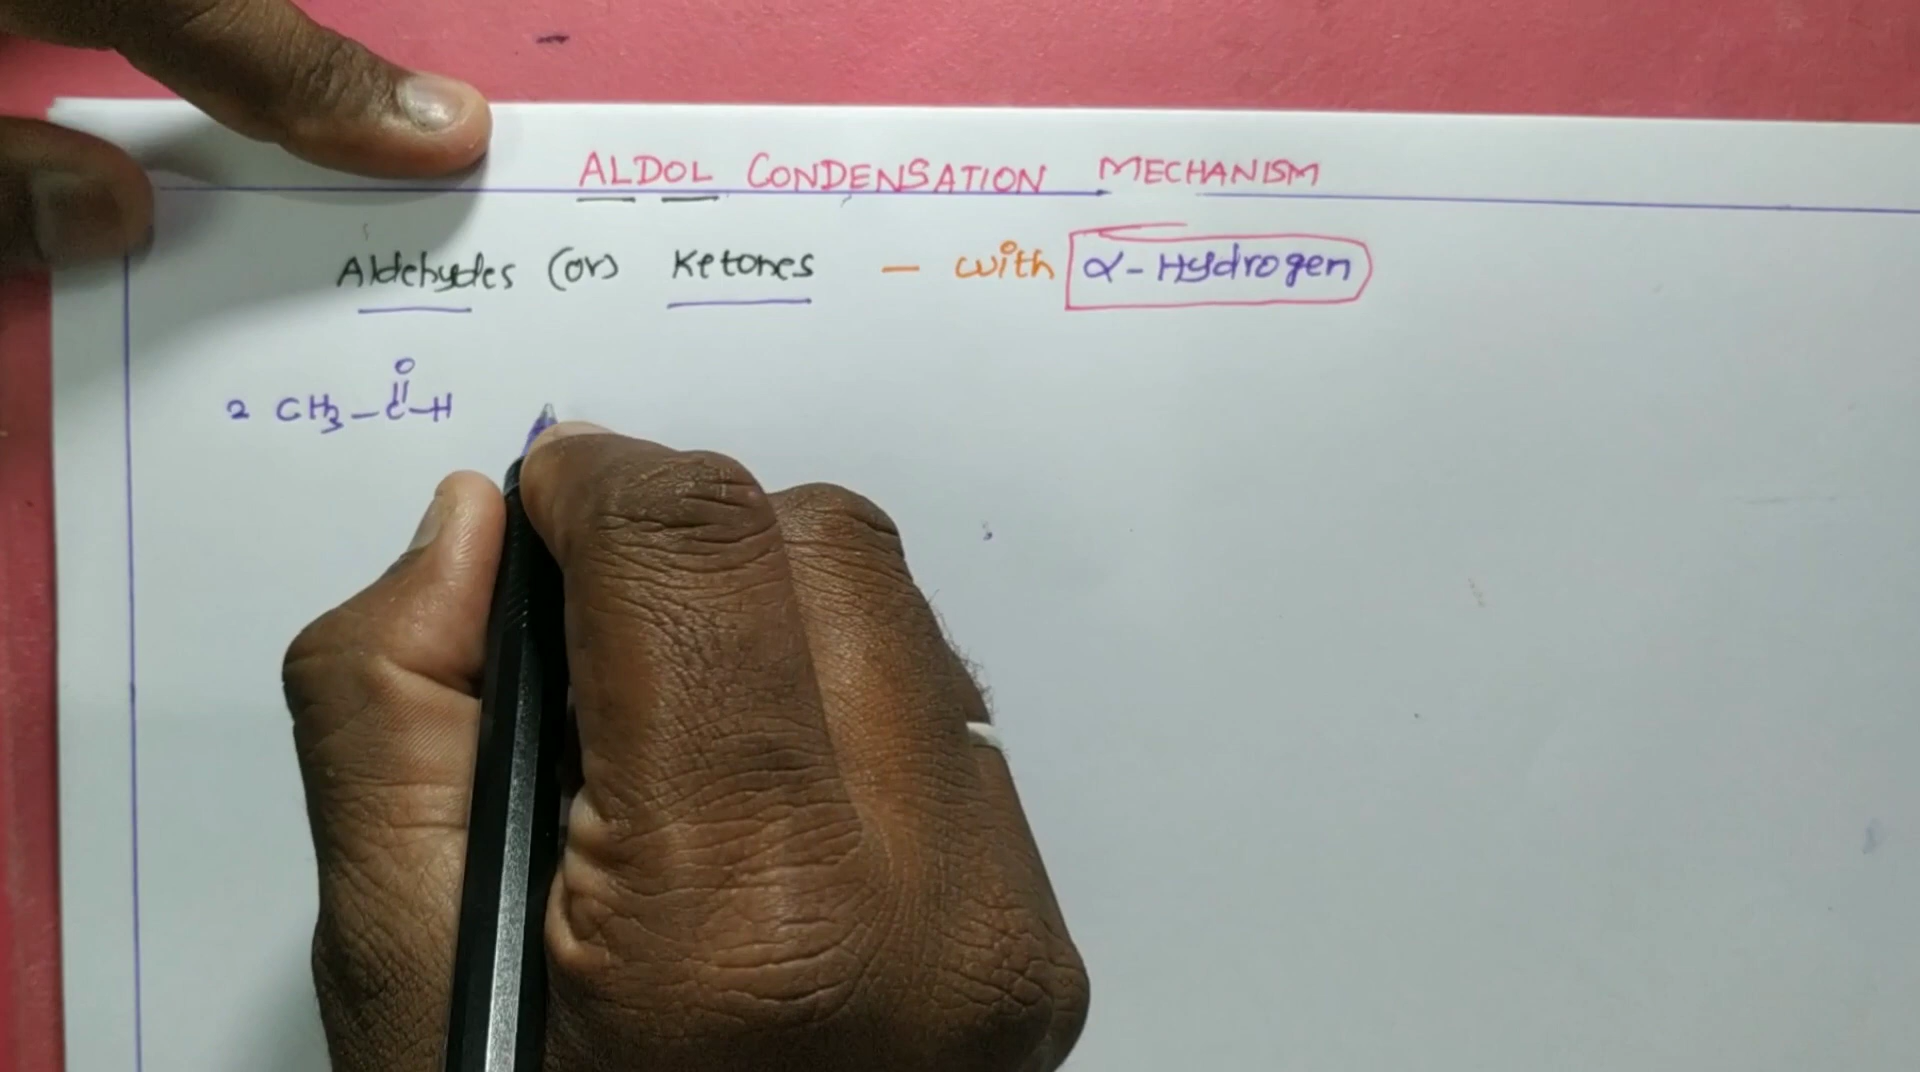 ALDOL CONDENSATION MECHANISM
Aldehydes (or) Ketones - with α-Hydrogen
O
2 CH3-C-H